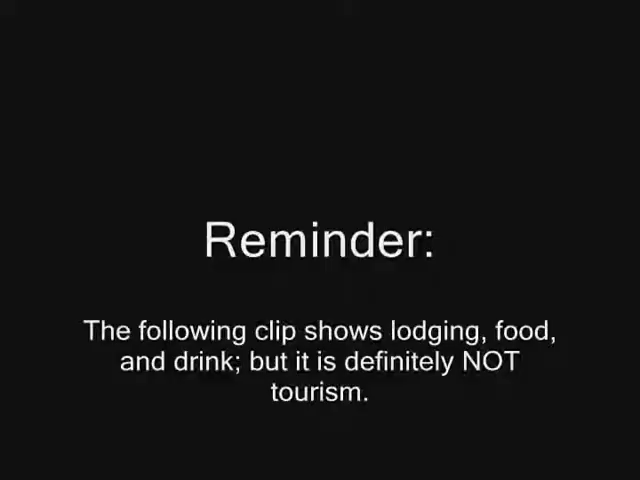 Reminder:
The following clip shows lodging, food,
and drink; but it is definitely NOT
tourism.